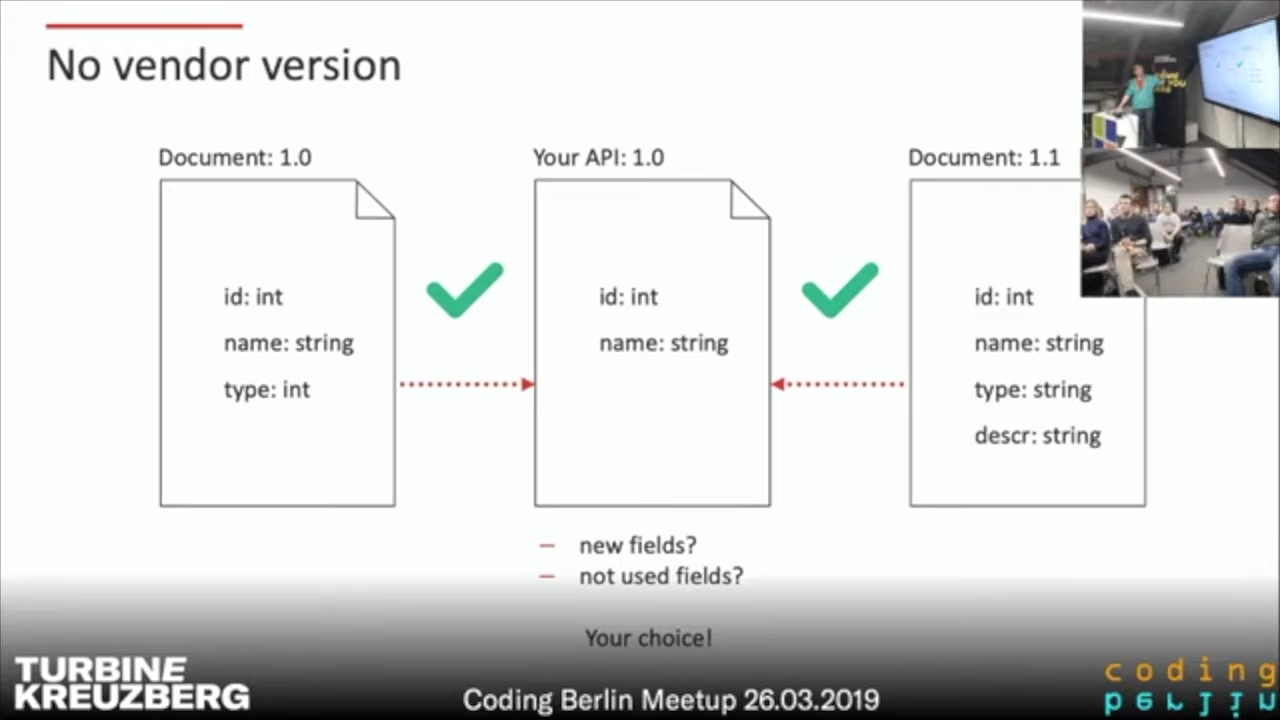 No vendor version
Document: 1.0
id: int
name: string
type: int
Your API: 1.0
id: int
name: string
Document: 1.1
id: int
name: string
type: string
descr: string
– new fields?
– not used fields?
Your choice!
TURBINE
KREUZBERG
Coding Berlin Meetup 26.03.2019
coding
berlin